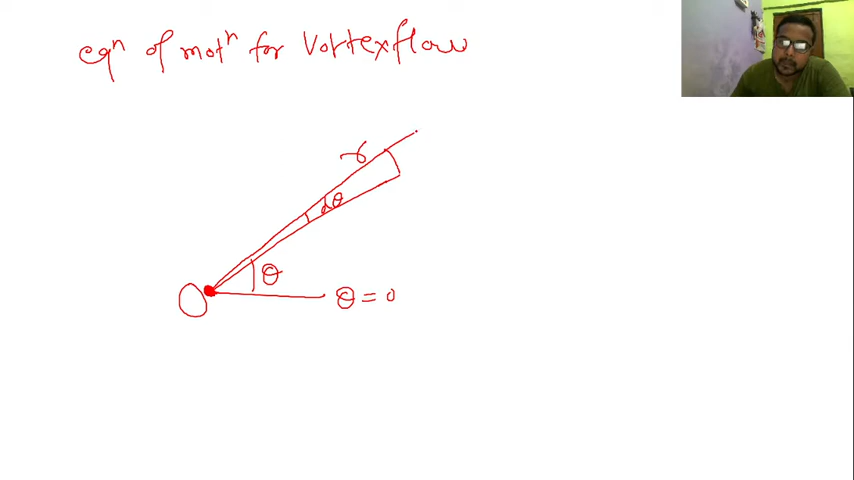 eqⁿ of motⁿ for Vortexflow
r
dθ
θ
O
θ = 0